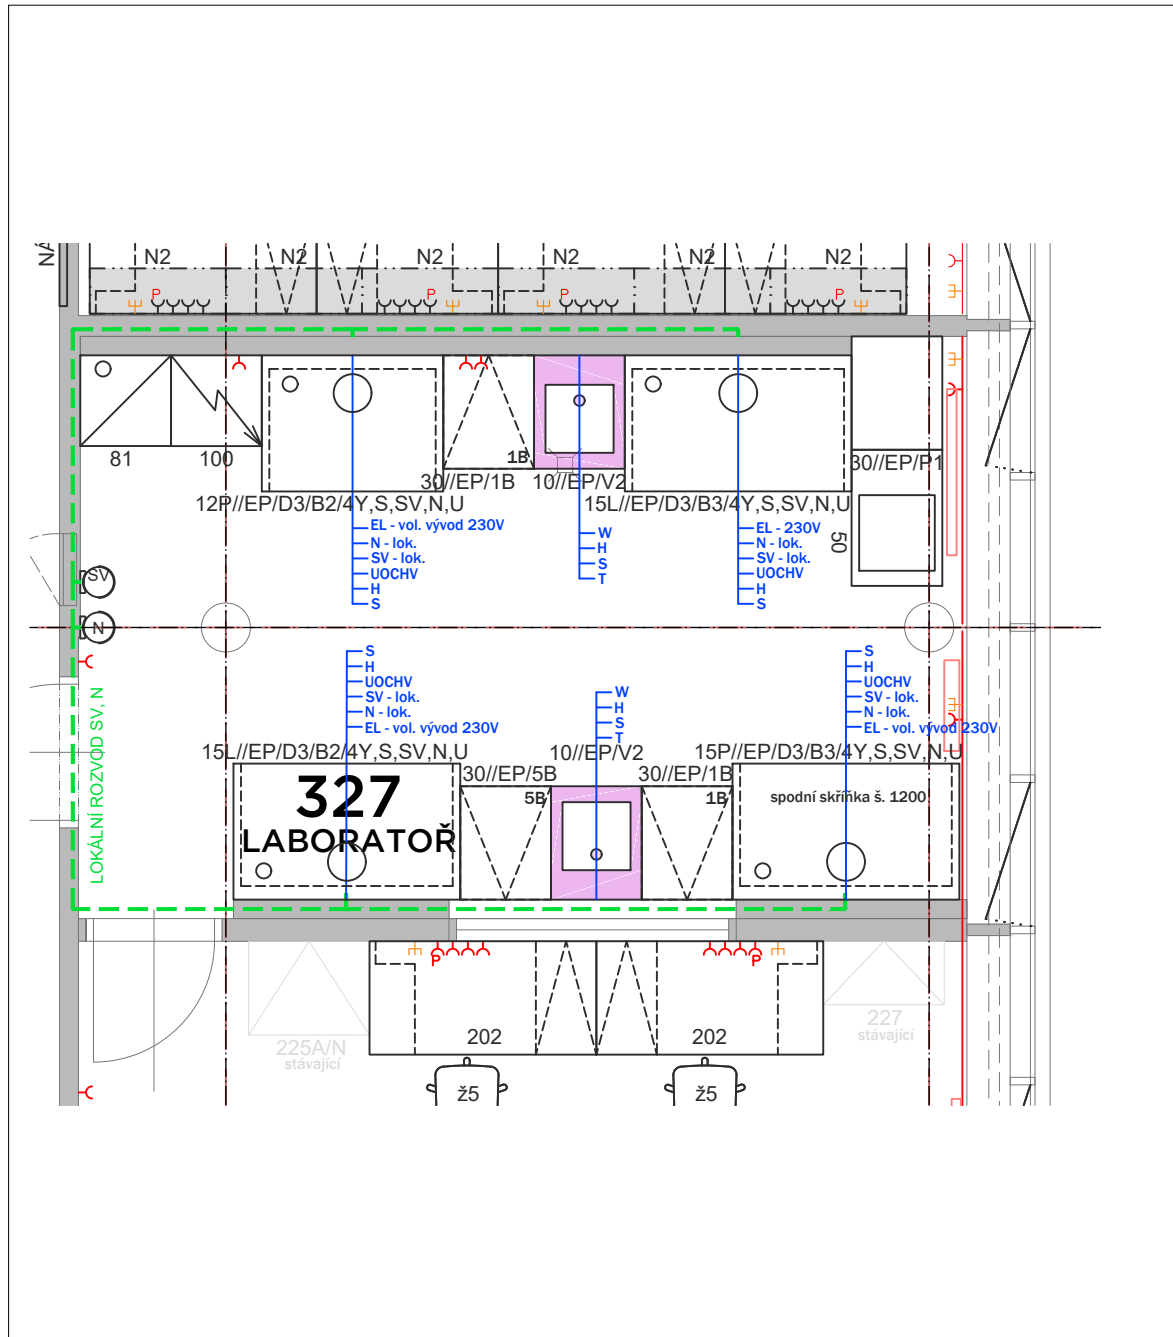 N2
N2
N2
N2
N2
P
P
P
P
81
100
12P//EP/D3/B2/4Y,S,SV,N,U
1B
30//EP/1B
10//EP/V2
15L//EP/D3/B3/4Y,S,SV,N,U
30//EP/P1
50
EL - vol. vývod 230V
N - lok.
SV - lok.
UOCHV
H
S
W
H
S
T
EL - 230V
N - lok.
SV - lok.
UOCHV
H
S
SV
N
LOKÁLNÍ ROZVOD SV, N
S
H
UOCHV
SV - lok.
N - lok.
EL - vol. vývod 230V
W
H
S
T
S
H
UOCHV
SV - lok.
N - lok.
EL - vol. vývod 230V
15L//EP/D3/B2/4Y,S,SV,N,U
10//EP/V2
15P//EP/D3/B3/4Y,S,SV,N,U
30//EP/5B
30//EP/1B
5B
1B
327
LABORATOŘ
spodní skříňka š. 1200
P
P
202
202
225A/N
stávající
227
stávající
ž5
ž5